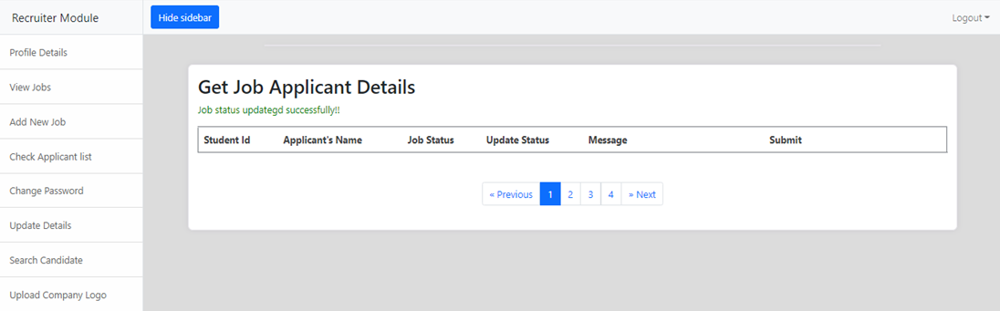 Recruiter Module
Hide sidebar
Logout
Profile Details
View Jobs
Add New Job
Check Applicant list
Change Password
Update Details
Search Candidate
Upload Company Logo
Get Job Applicant Details
Job status updategd successfully!!
Student Id Applicant's Name Job Status Update Status Message Submit
« Previous 1 2 3 4 » Next